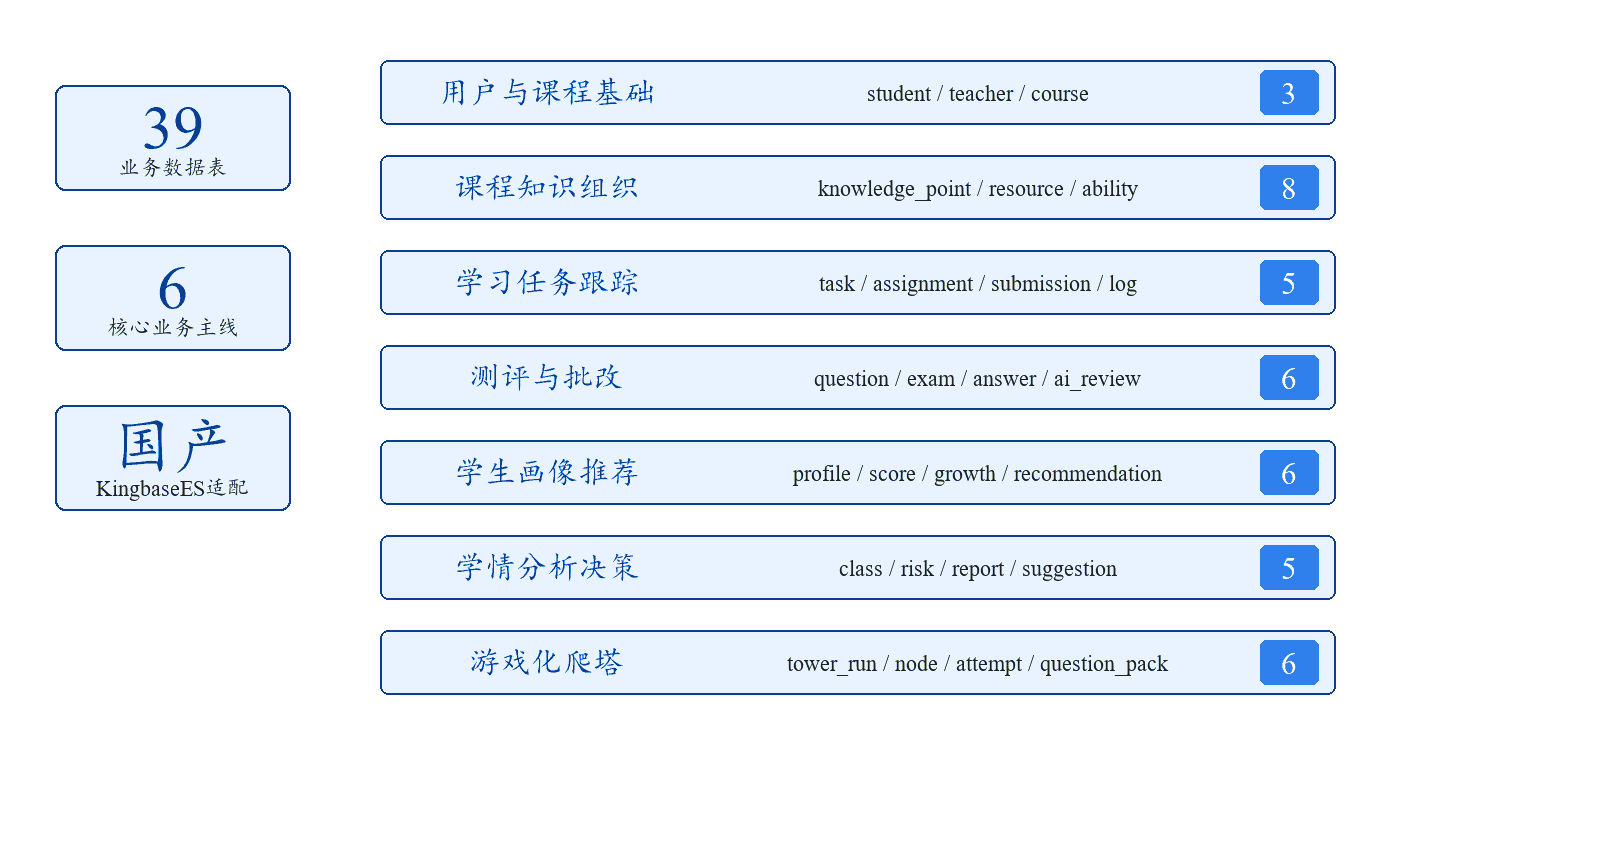 39
业务数据表
6
核心业务主线
国产
KingbaseES适配
用户与课程基础 student / teacher / course 3
课程知识组织 knowledge_point / resource / ability 8
学习任务跟踪 task / assignment / submission / log 5
测评与批改 question / exam / answer / ai_review 6
学生画像推荐 profile / score / growth / recommendation 6
学情分析决策 class / risk / report / suggestion 5
游戏化爬塔 tower_run / node / attempt / question_pack 6